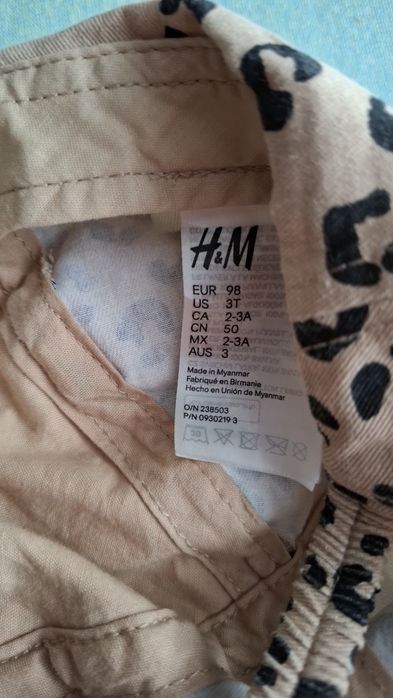 H&M
EUR 98
US 3T
CA 2-3A
CN 50
MX 2-3A
AUS 3
Made in Myanmar
Fabriqué en Birmanie
Hecho en Unión de Myanmar
O/N 238503
P/N 0930219 3